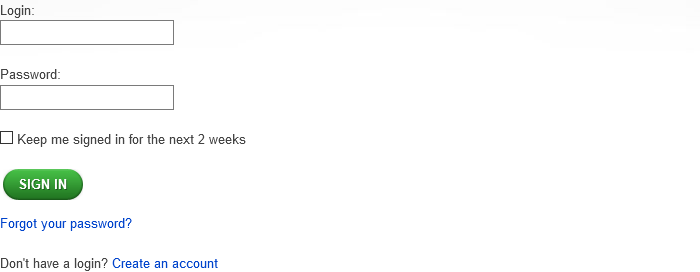 Login:
Password:
Keep me signed in for the next 2 weeks
SIGN IN
Forgot your password?
Don't have a login? Create an account